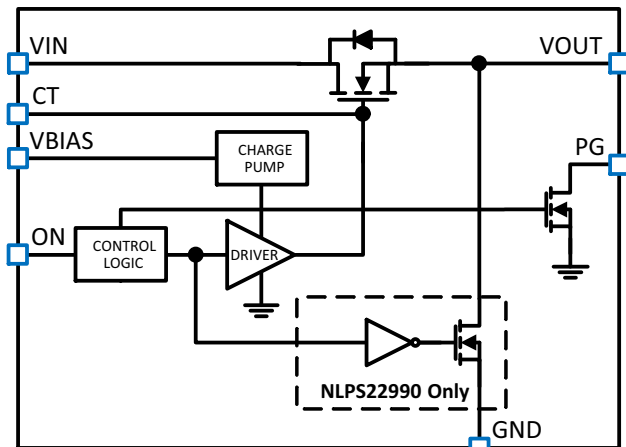 VIN
VOUT
CT
VBIAS
CHARGE
PUMP
PG
ON
CONTROL
LOGIC
DRIVER
NLPS22990 Only
GND